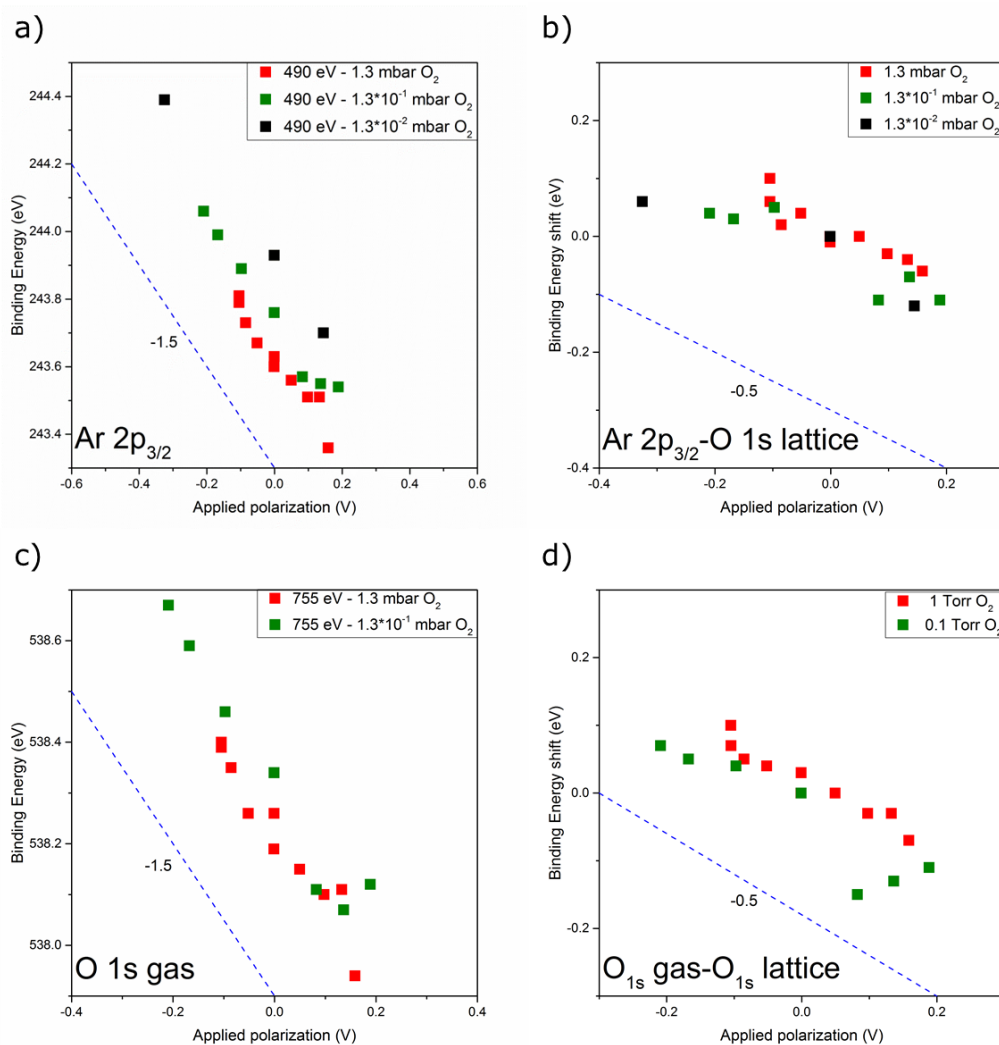 a)
490 eV - 1.3 mbar O2
490 eV - 1.3*10-1 mbar O2
490 eV - 1.3*10-2 mbar O2
244.4
244.2
244.0
243.8
243.6
243.4
Binding Energy (eV)
-1.5
Ar 2p3/2
-0.6 -0.4 -0.2 0.0 0.2 0.4 0.6
Applied polarization (V)
b)
1.3 mbar O2
1.3*10-1 mbar O2
1.3*10-2 mbar O2
0.2
0.0
-0.2
-0.4
Binding Energy shift (eV)
-0.5
Ar 2p3/2-O 1s lattice
-0.4 -0.2 0.0 0.2
Applied polarization (V)
c)
755 eV - 1.3 mbar O2
755 eV - 1.3*10-1 mbar O2
538.6
538.4
538.2
538.0
Binding Energy (eV)
-1.5
O 1s gas
-0.4 -0.2 0.0 0.2 0.4
Applied polarization (V)
d)
1 Torr O2
0.1 Torr O2
0.2
0.0
-0.2
Binding Energy shift (eV)
-0.5
O1s gas-O1s lattice
-0.2 0.0 0.2
Applied polarization (V)